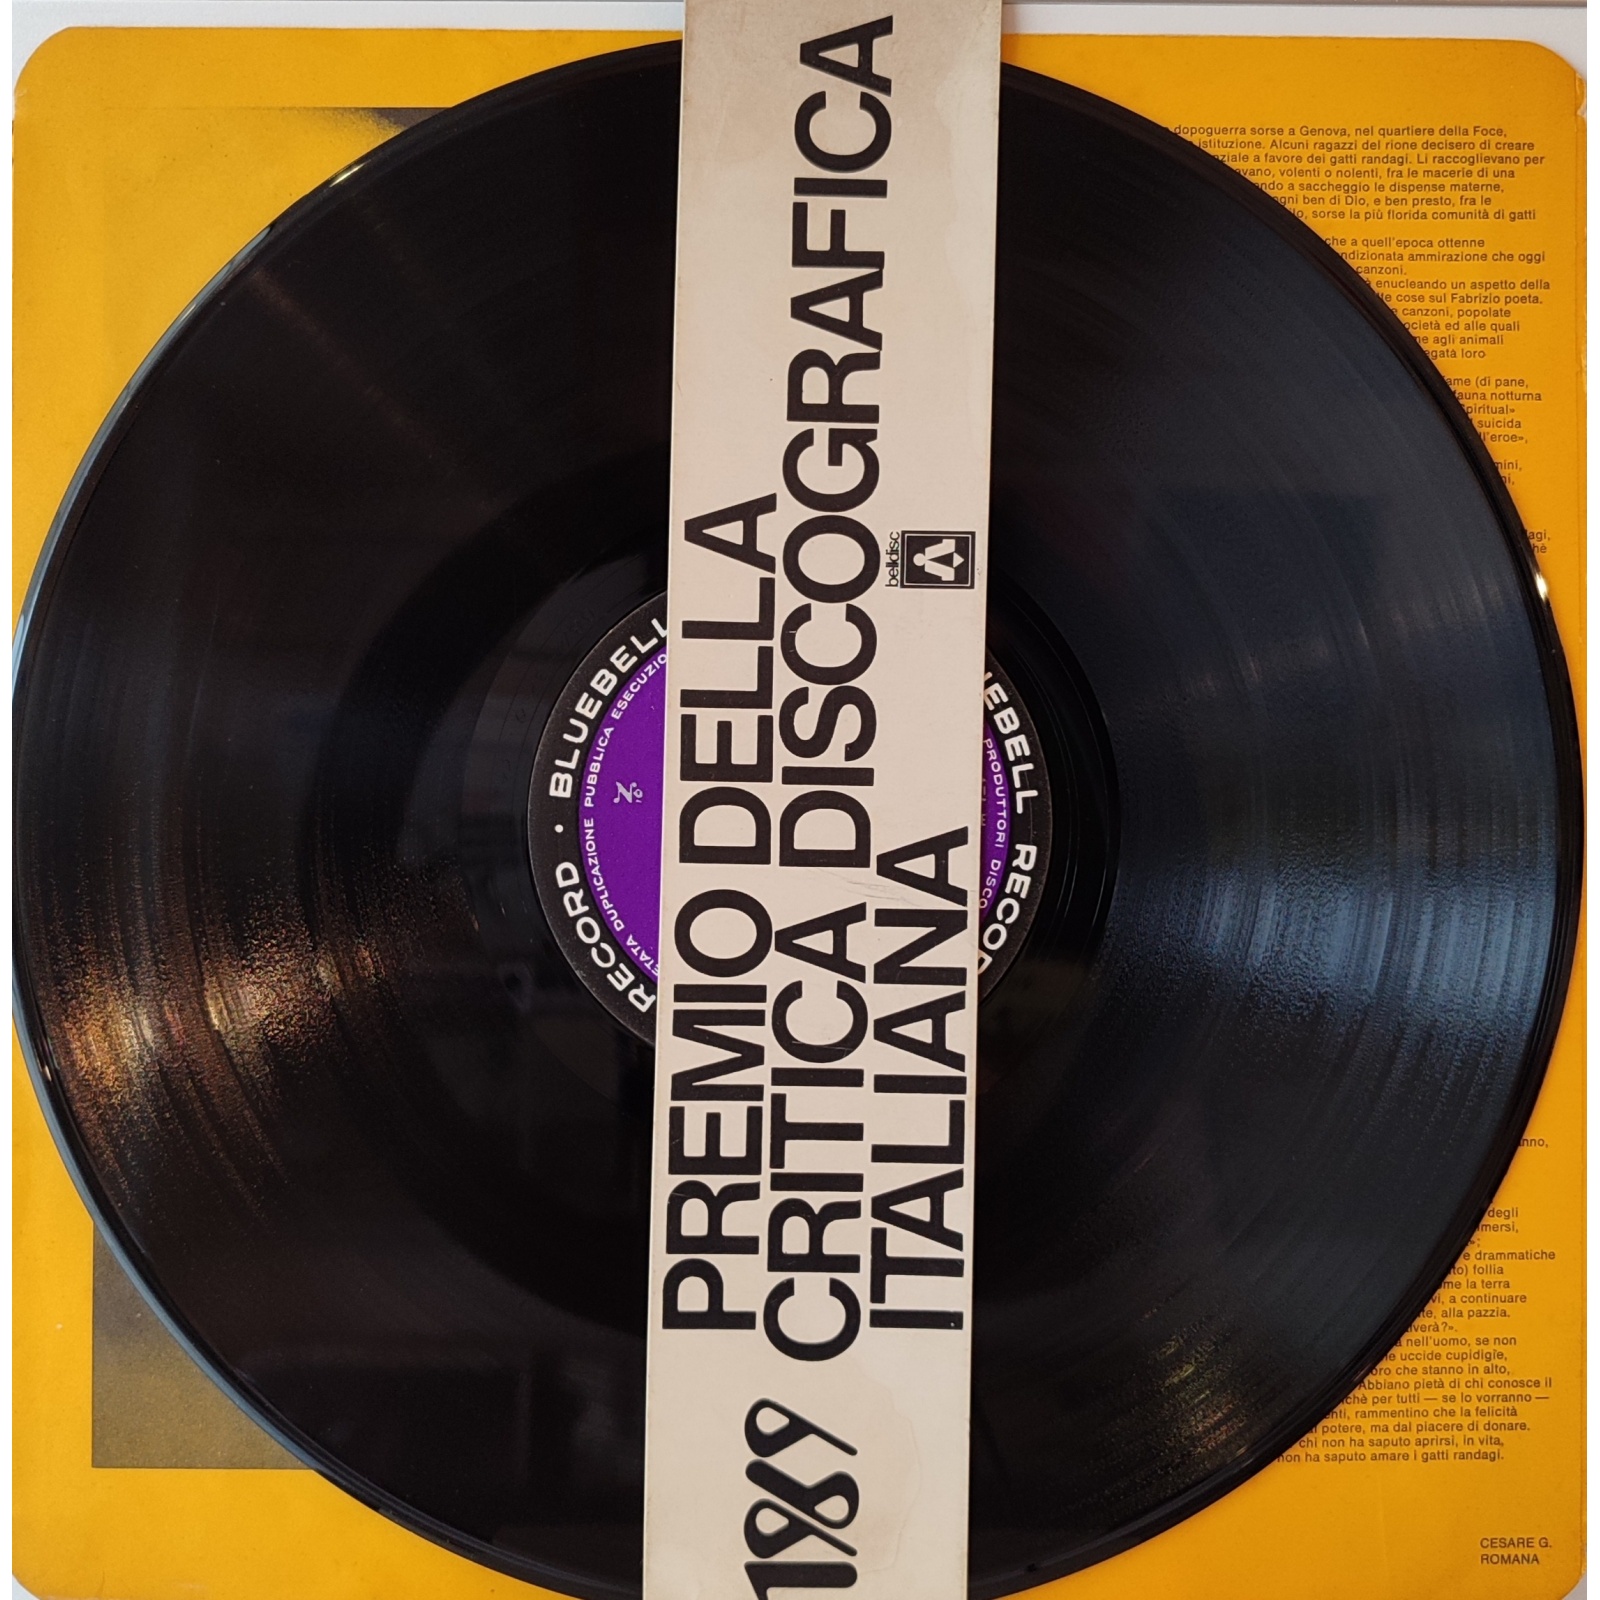 PREMIO DELLA
CRITICA DISCOGRAFICA
ITALIANA
1989
belldisc
BLUEBELL
RECORD • BLUEBELL
RECORD
DUPLICAZIONE PUBBLICA
PRODUTTORI
dopoguerra sorse a Genova, nel quartiere della Foce,
istituzione. Alcuni ragazzi del rione decisero di creare
a favore dei gatti randagi. Li raccoglievano per
volenti o nolenti, fra le macerie di una
a saccheggio le dispense materne,
ogni ben di Dio, e ben presto, fra le
sorse la più florida comunità di gatti
che a quell'epoca ottenne
ammirazione che oggi
canzoni.
enucleando un aspetto della
cose sul Fabrizio poeta.
canzoni, popolate
ed alle quali
agli animali
loro
(di pane,
fauna notturna
Spiritual»
suicida
l'eroe»,
degli
e drammatiche
follia
la terra
a continuare
alla pazzia.
nell'uomo, se non
uccide cupidigie,
che stanno in alto,
Abbiano pietà di chi conosce il
per tutti — se lo vorranno —
rammentino che la felicità
potere, ma dal piacere di donare.
chi non ha saputo aprirsi, in vita,
non ha saputo amare i gatti randagi.
CESARE G.
ROMANA